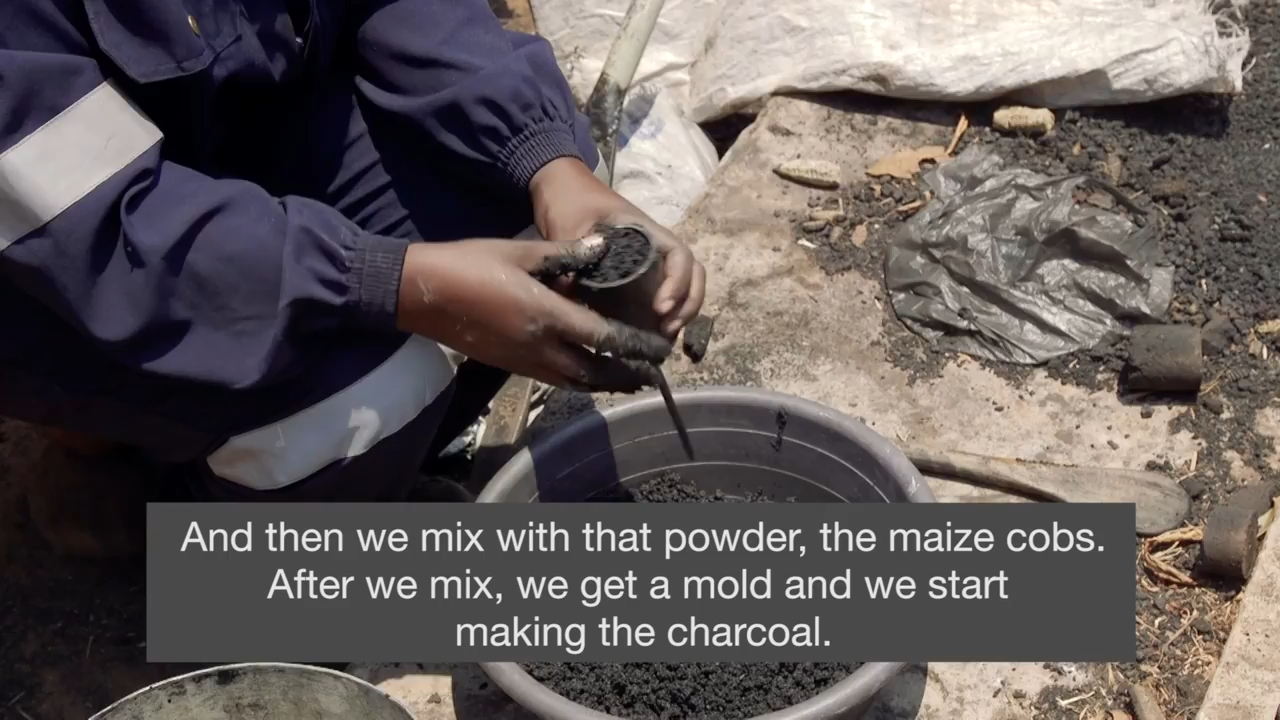 And then we mix with that powder, the maize cobs.
After we mix, we get a mold and we start
making the charcoal.